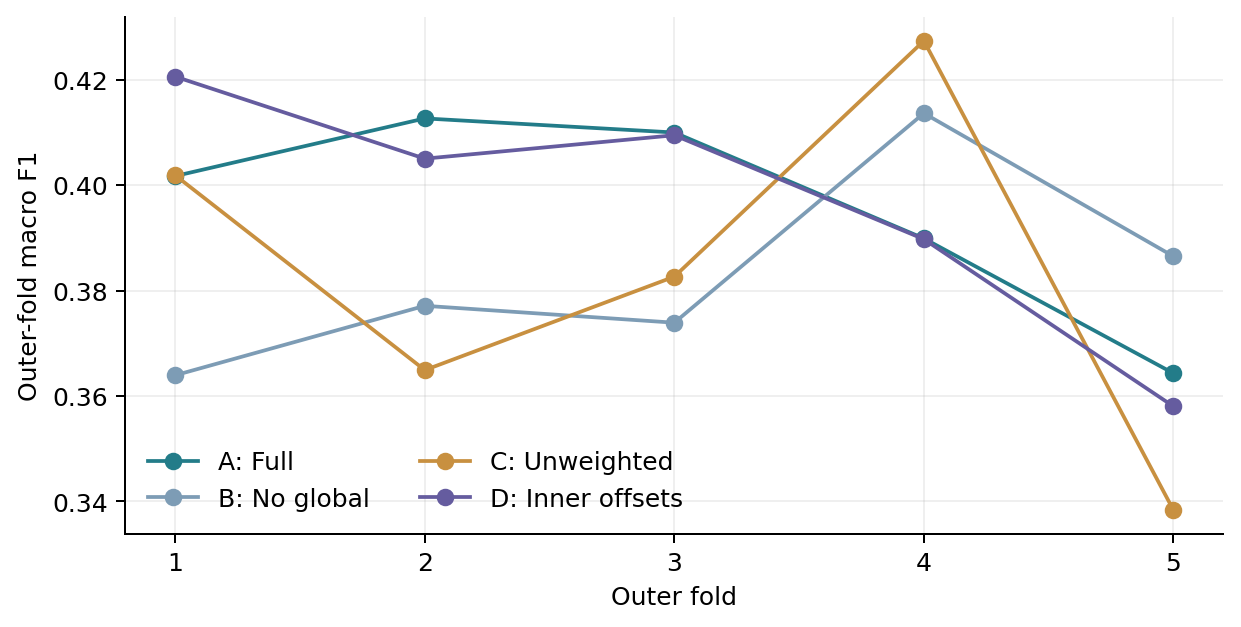 0.42
0.40
0.38
0.36
0.34
Outer-fold macro F1
A: Full
B: No global
C: Unweighted
D: Inner offsets
1 2 3 4 5
Outer fold